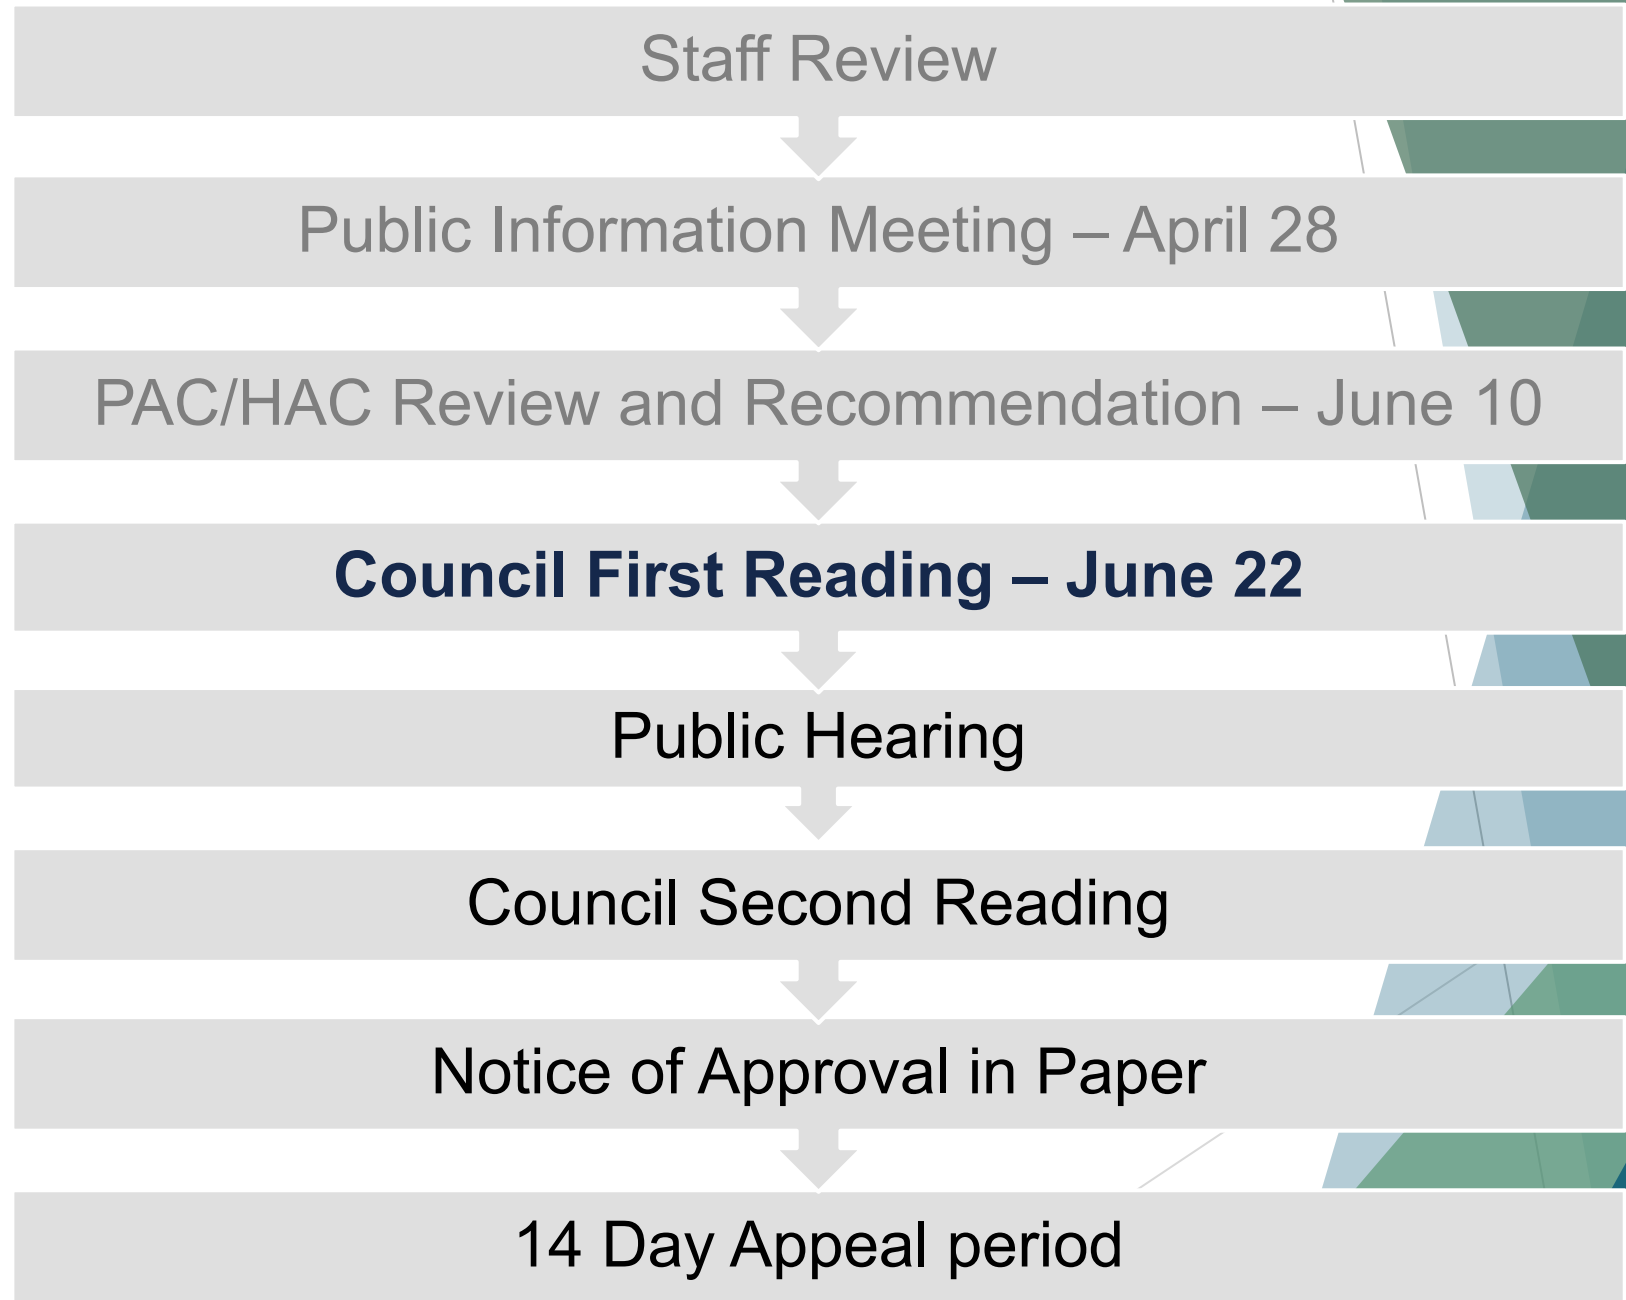 Staff Review
Public Information Meeting – April 28
PAC/HAC Review and Recommendation – June 10
Council First Reading – June 22
Public Hearing
Council Second Reading
Notice of Approval in Paper
14 Day Appeal period